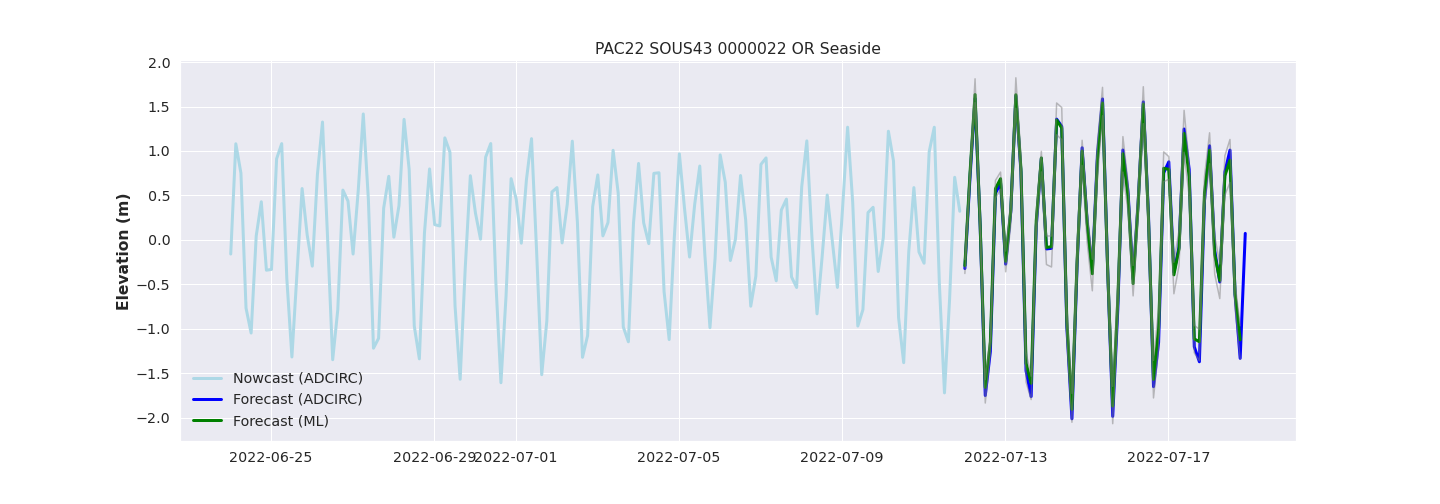 PAC22 SOUS43 0000022 OR Seaside
Elevation (m)
2.0
1.5
1.0
0.5
0.0
−0.5
−1.0
−1.5
−2.0
Nowcast (ADCIRC)
Forecast (ADCIRC)
Forecast (ML)
2022-06-25 2022-06-29 2022-07-01 2022-07-05 2022-07-09 2022-07-13 2022-07-17